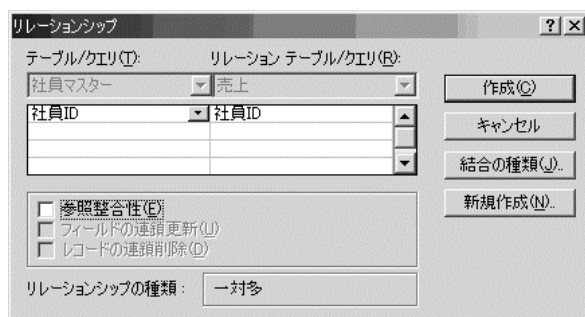 リレーションシップ
テーブル/クエリ(T): リレーション テーブル/クエリ(R):
社員マスター 売上 作成(C)
社員ID 社員ID
キャンセル
結合の種類(J)..
新規作成(N)..
参照整合性(E)
フィールドの連鎖更新(U)
レコードの連鎖削除(D)
リレーションシップの種類: 一対多